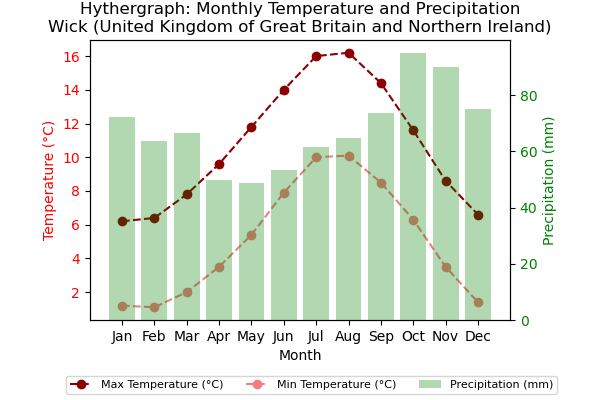 Hythergraph: Monthly Temperature and Precipitation
Wick (United Kingdom of Great Britain and Northern Ireland)
Temperature (°C)
16
14
12
10
8
6
4
2
Precipitation (mm)
80
60
40
20
0
Jan Feb Mar Apr May Jun Jul Aug Sep Oct Nov Dec
Month
Max Temperature (°C) Min Temperature (°C) Precipitation (mm)